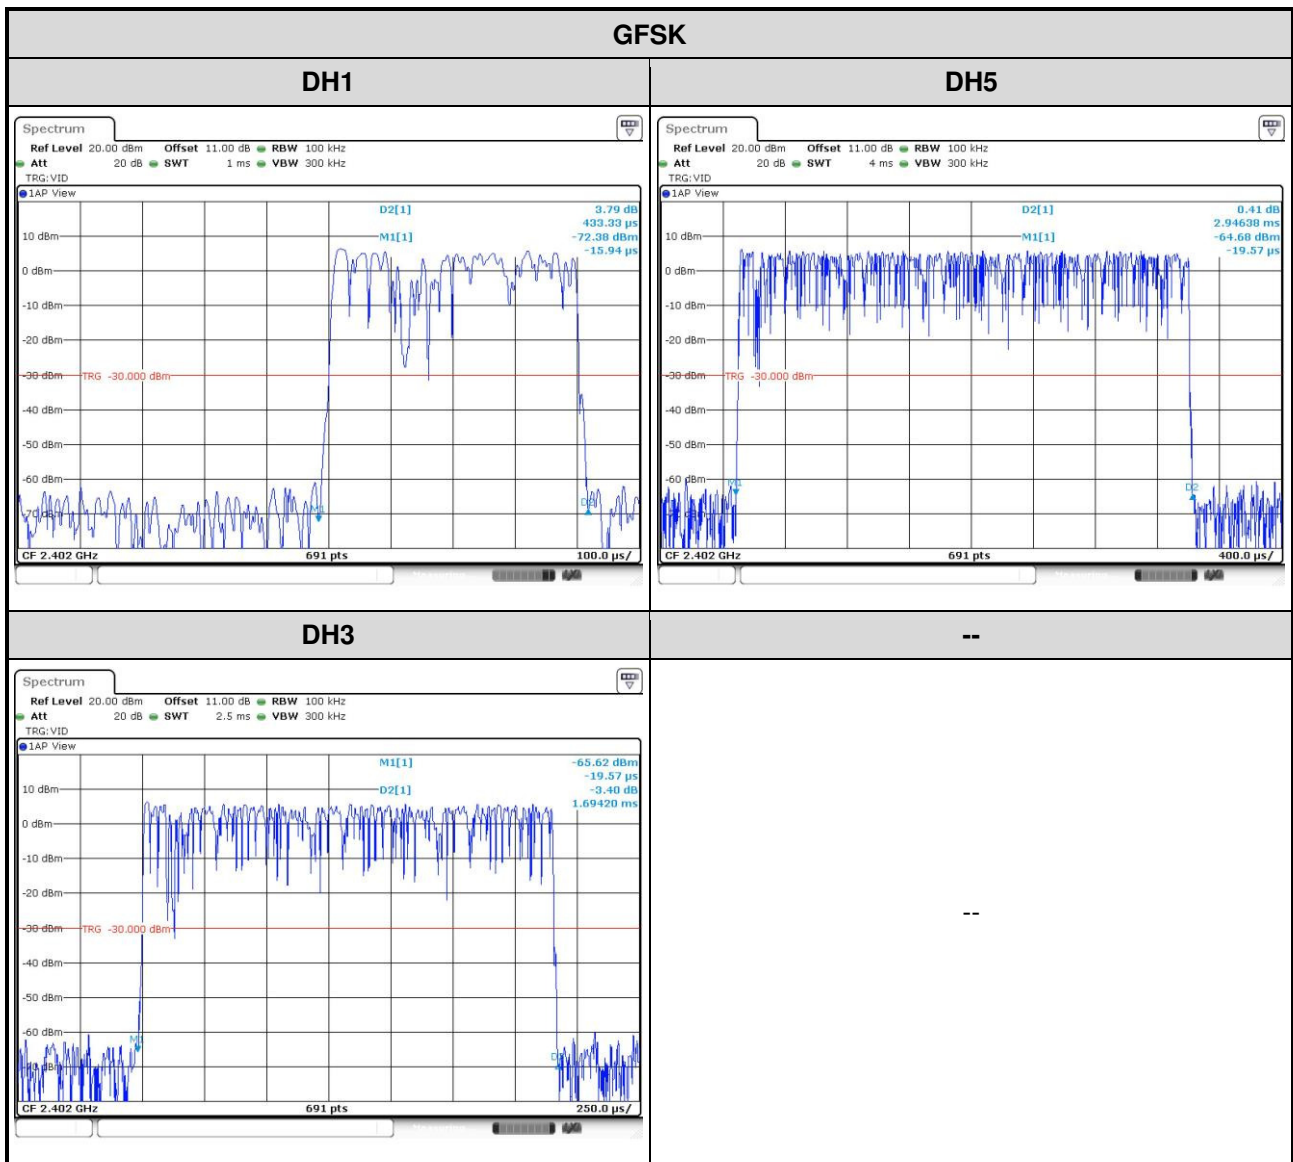 GFSK
DH1
DH5
Spectrum
Ref Level 20.00 dBm Offset 11.00 dB RBW 100 kHz
Att 20 dB SWT 1 ms VBW 300 kHz
TRG:VID
1AP View
D2[1] 3.79 dB
433.33 µs
M1[1] -72.38 dBm
-15.94 µs
10 dBm
0 dBm
-10 dBm
-20 dBm
-30 dBm TRG -30.000 dBm
-40 dBm
-50 dBm
-60 dBm
M1
D2
-70 dBm
CF 2.402 GHz 691 pts 100.0 µs/
Spectrum
Ref Level 20.00 dBm Offset 11.00 dB RBW 100 kHz
Att 20 dB SWT 4 ms VBW 300 kHz
TRG:VID
1AP View
D2[1] 0.41 dB
2.94638 ms
M1[1] -64.68 dBm
-19.57 µs
10 dBm
0 dBm
-10 dBm
-20 dBm
-30 dBm TRG -30.000 dBm
-40 dBm
-50 dBm
-60 dBm
M1
D2
CF 2.402 GHz 691 pts 400.0 µs/
DH3
--
Spectrum
Ref Level 20.00 dBm Offset 11.00 dB RBW 100 kHz
Att 20 dB SWT 2.5 ms VBW 300 kHz
TRG:VID
1AP View
M1[1] -65.62 dBm
-19.57 µs
D2[1] -3.40 dB
1.69420 ms
10 dBm
0 dBm
-10 dBm
-20 dBm
-30 dBm TRG -30.000 dBm
-40 dBm
-50 dBm
-60 dBm
M1
D2
CF 2.402 GHz 691 pts 250.0 µs/
--